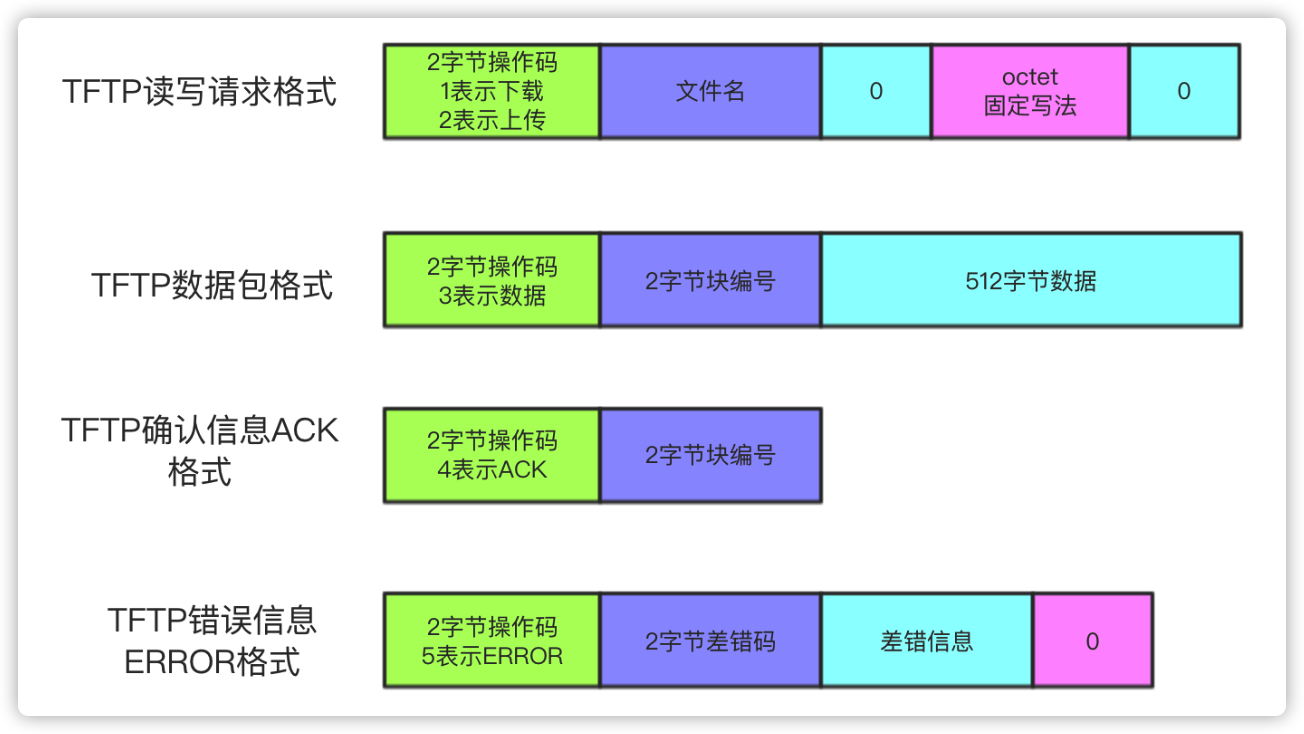 TFTP读写请求格式
2字节操作码
1表示下载
2表示上传
文件名
0
octet
固定写法
0
TFTP数据包格式
2字节操作码
3表示数据
2字节块编号
512字节数据
TFTP确认信息ACK
格式
2字节操作码
4表示ACK
2字节块编号
TFTP错误信息
ERROR格式
2字节操作码
5表示ERROR
2字节差错码
差错信息
0